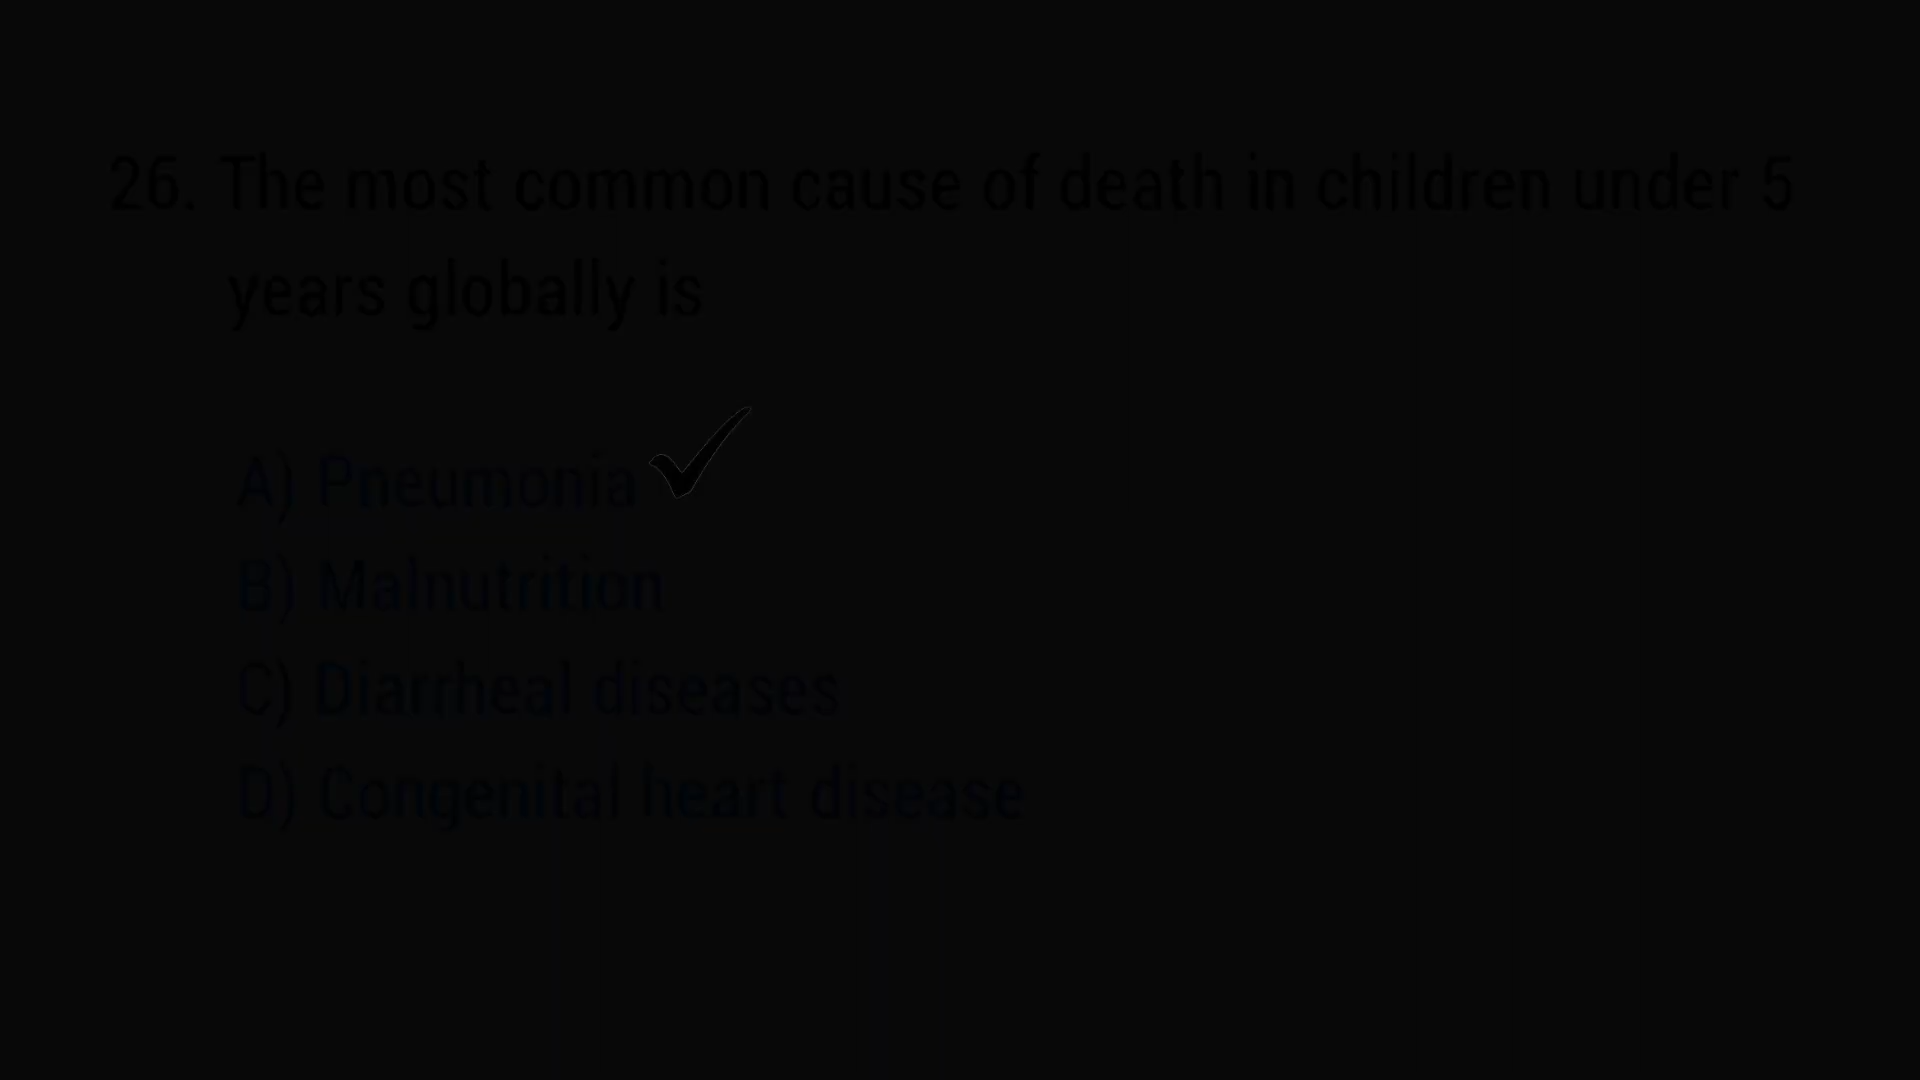 26. The most common cause of death in children under 5
years globally is
A) Pneumonia
B) Malnutrition
C) Diarrheal diseases
D) Congenital heart disease